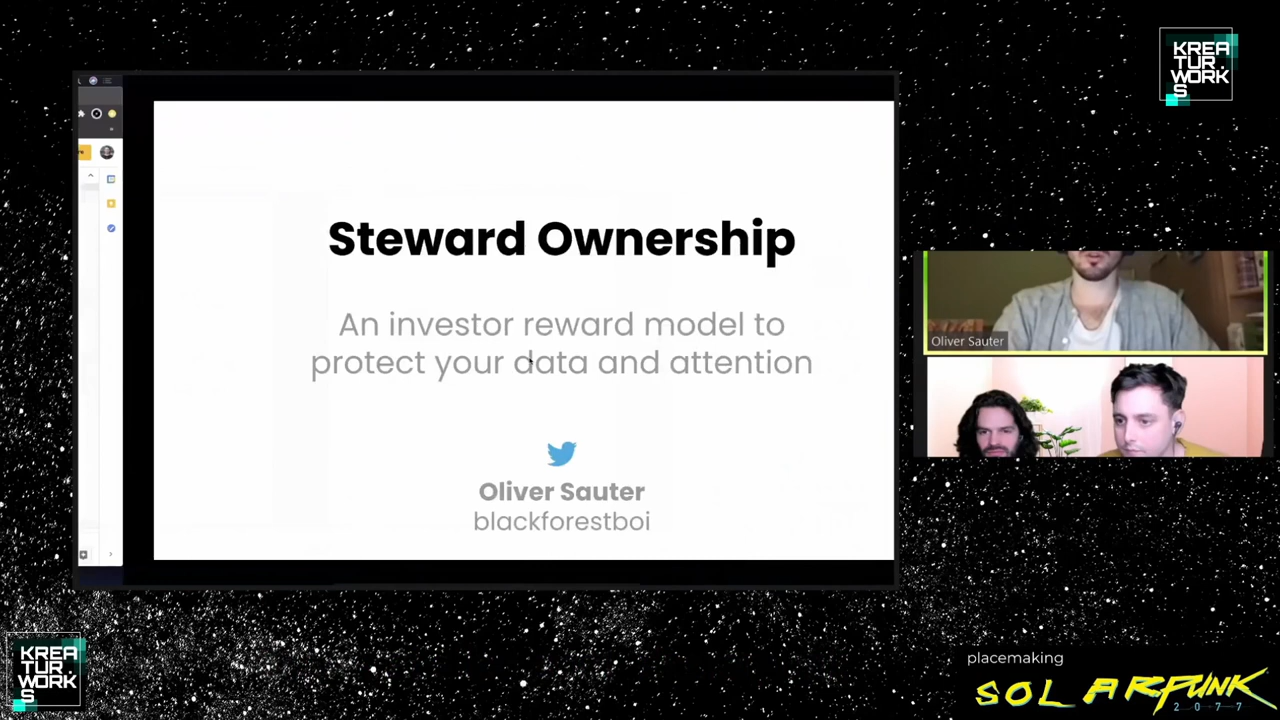 KREA
TUR.
WORK
S
Steward Ownership
An investor reward model to
protect your data and attention
Oliver Sauter
blackforestboi
Oliver Sauter
KREA
TUR.
WORK
S
placemaking
SOLARPUNK
2077